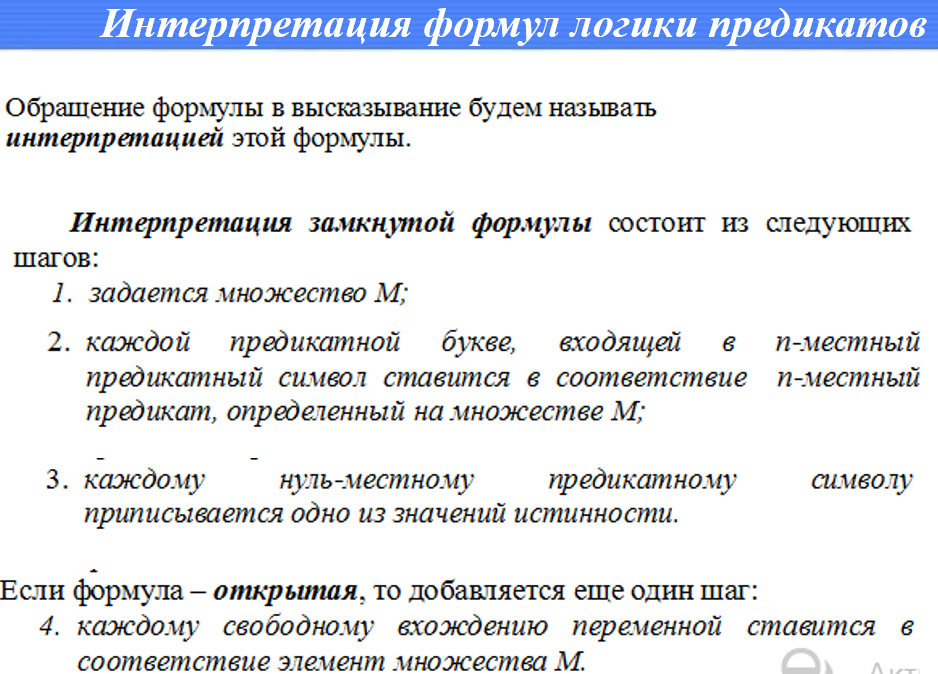 Интерпретация формул логики предикатов
Обращение формулы в высказывание будем называть
интерпретацией этой формулы.
Интерпретация замкнутой формулы состоит из следующих
шагов:
1. задается множество М;
2. каждой предикатной букве, входящей в n-местный
предикатный символ ставится в соответствие n-местный
предикат, определенный на множестве М;
3. каждому нуль-местному предикатному символу
приписывается одно из значений истинности.
Если формула – открытая, то добавляется еще один шаг:
4. каждому свободному вхождению переменной ставится в
соответствие элемент множества М.